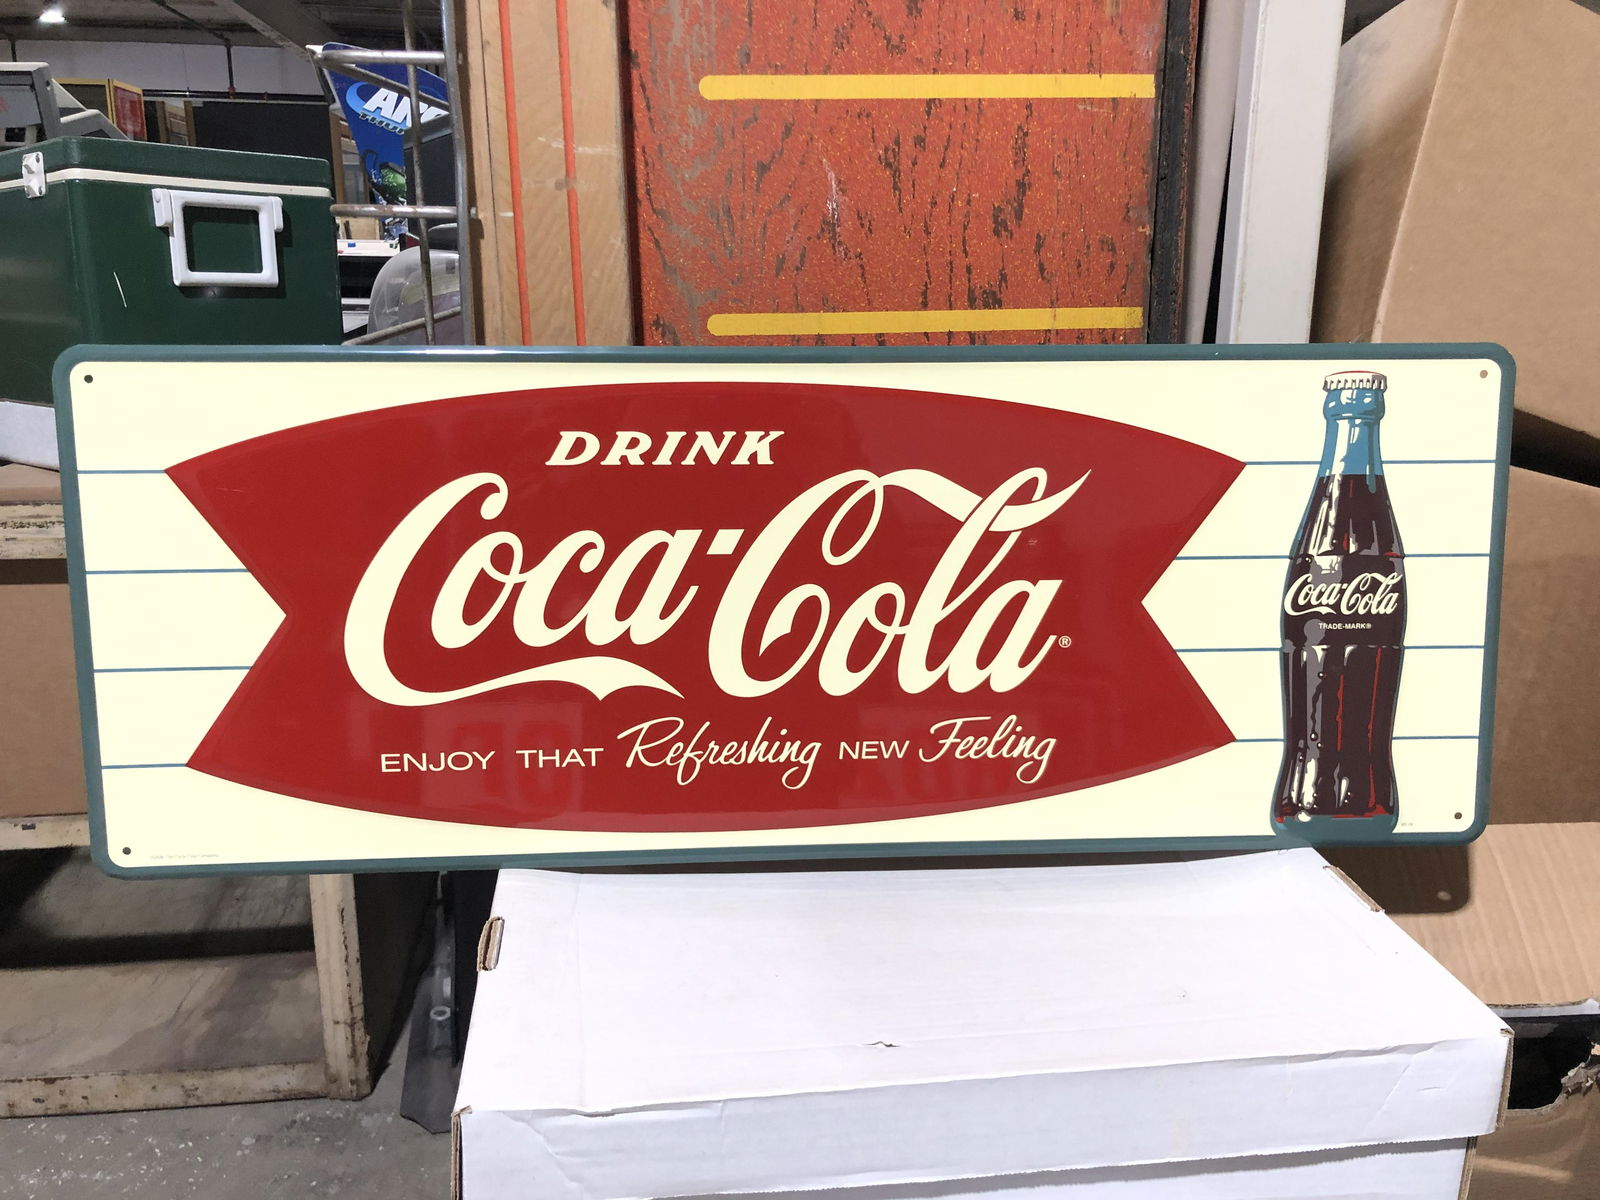 DRINK
Coca-Cola®
ENJOY THAT Refreshing NEW Feeling
Coca-Cola
TRADE-MARK®